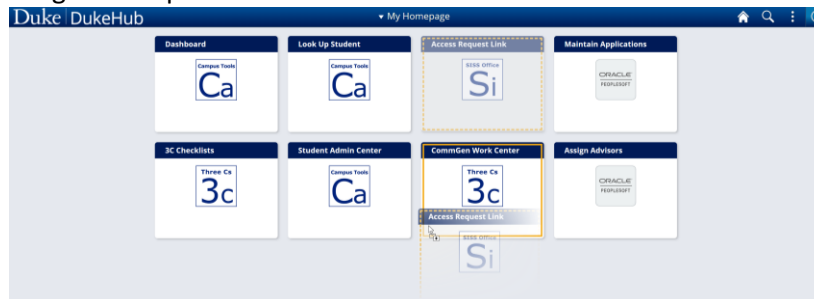 Duke DukeHub
▾ My Homepage
Dashboard
Look Up Student
Access Request Link
Maintain Applications
Campus Tools
Ca
Campus Tools
Ca
SISS Office
Si
ORACLE
PEOPLESOFT
3C Checklists
Student Admin Center
CommGen Work Center
Assign Advisors
Three Cs
3c
Campus Tools
Ca
Three Cs
3c
ORACLE
PEOPLESOFT
Access Request Link
SISS Office
Si